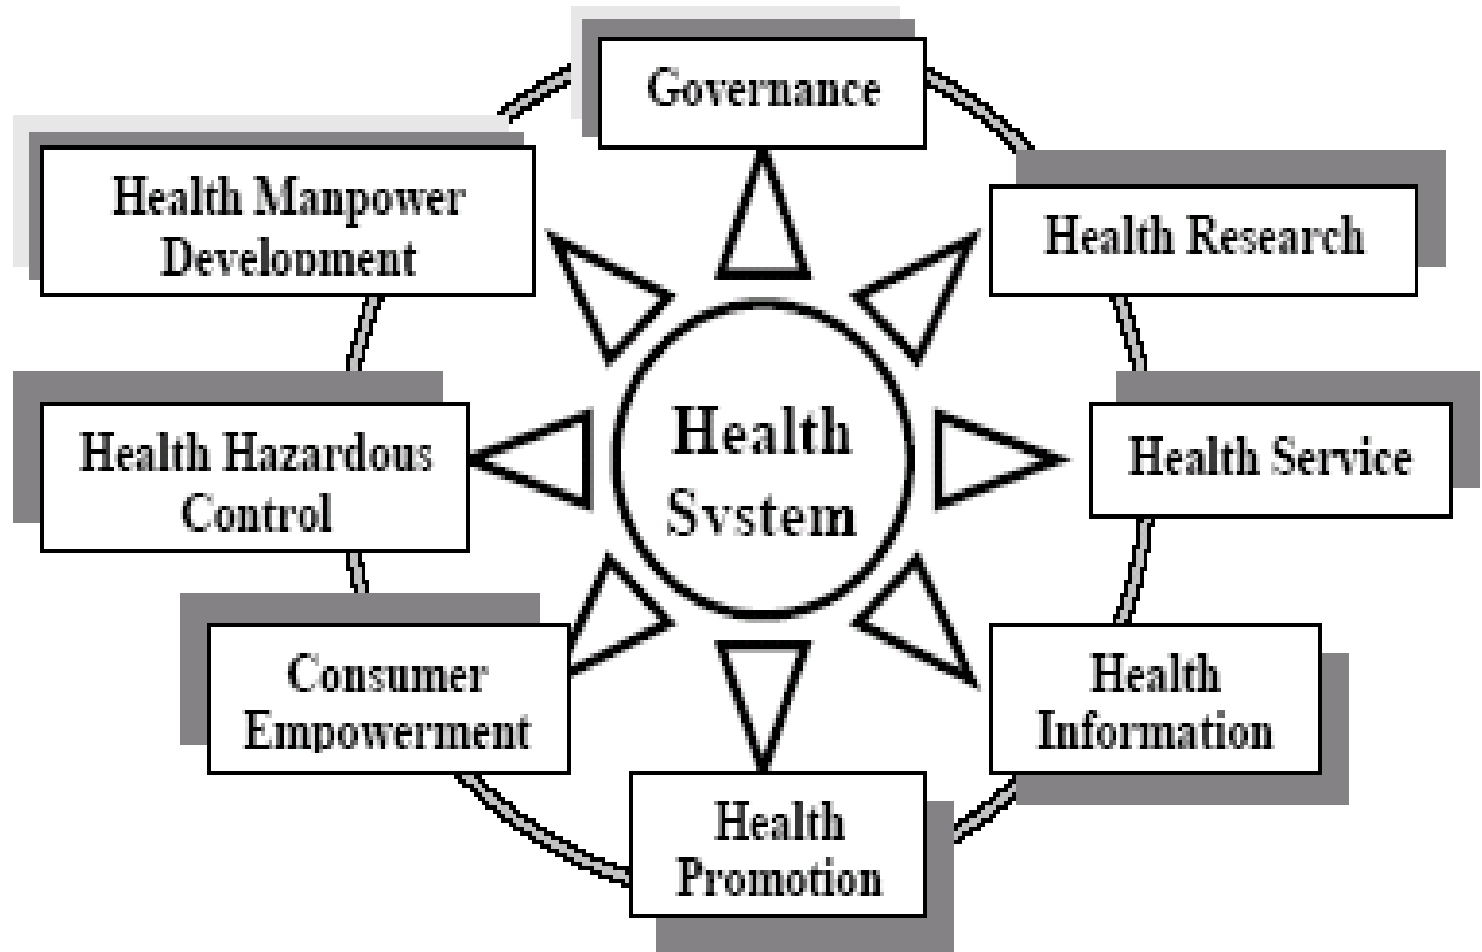 Governance
Health Manpower
Development
Health Research
Health Hazardous
Control
Health
System
Health Service
Consumer
Empowerment
Health
Information
Health
Promotion